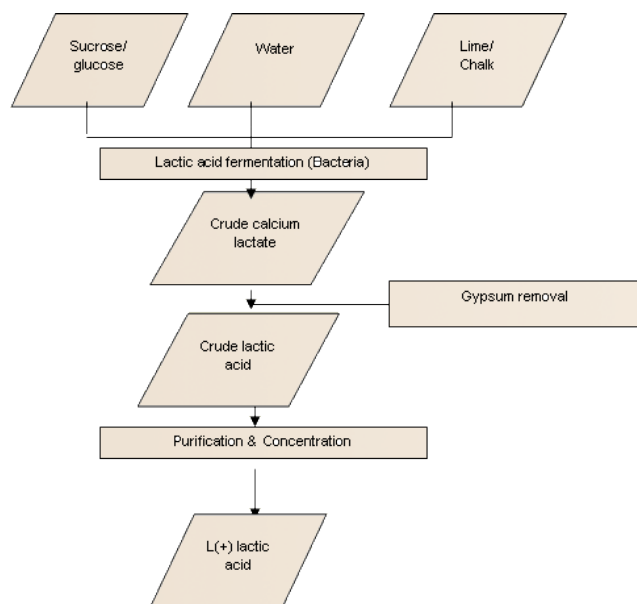 Sucrose/
glucose
Water
Lime/
Chalk
Lactic acid fermentation (Bacteria)
Crude calcium
lactate
Gypsum removal
Crude lactic
acid
Purification & Concentration
L(+) lactic
acid